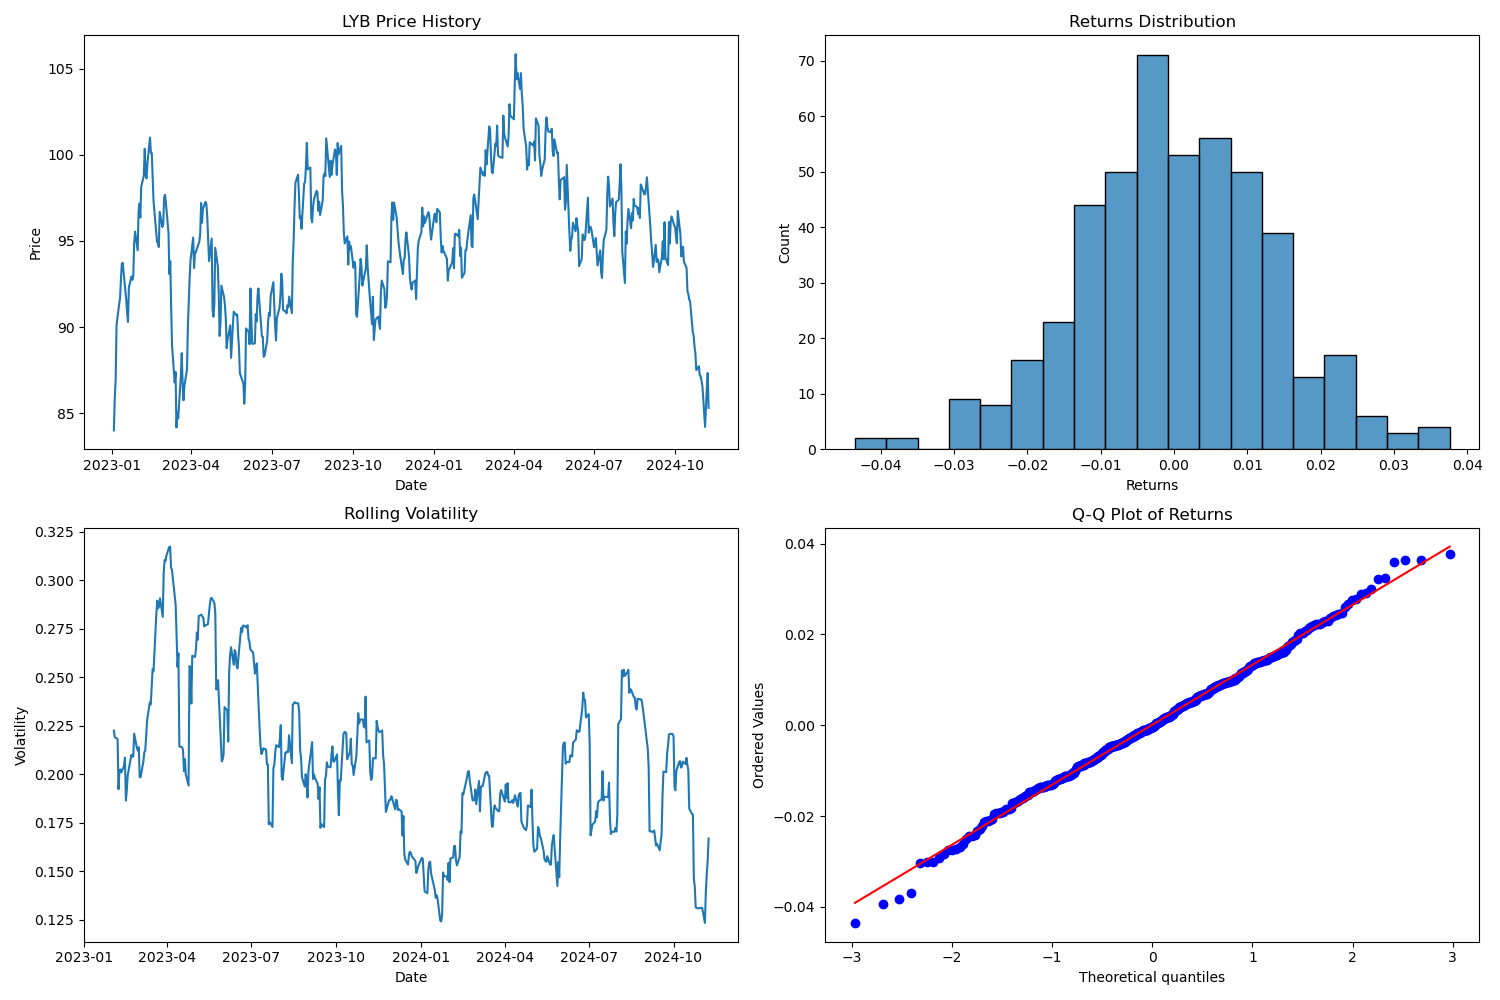 LYB Price History
Price
105
100
95
90
85
2023-01 2023-04 2023-07 2023-10 2024-01 2024-04 2024-07 2024-10
Date
Returns Distribution
Count
70
60
50
40
30
20
10
0
−0.04 −0.03 −0.02 −0.01 0.00 0.01 0.02 0.03 0.04
Returns
Rolling Volatility
Volatility
0.325
0.300
0.275
0.250
0.225
0.200
0.175
0.150
0.125
2023-01 2023-04 2023-07 2023-10 2024-01 2024-04 2024-07 2024-10
Date
Q-Q Plot of Returns
Ordered Values
0.04
0.02
0.00
−0.02
−0.04
−3 −2 −1 0 1 2 3
Theoretical quantiles